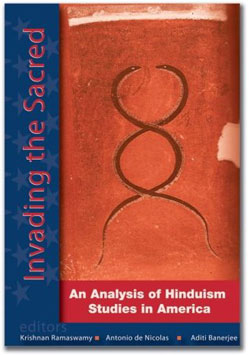 Invading the Sacred
An Analysis of Hinduism
Studies in America
editors
Krishnan Ramaswamy ■ Antonio de Nicolas ■ Aditi Banerjee